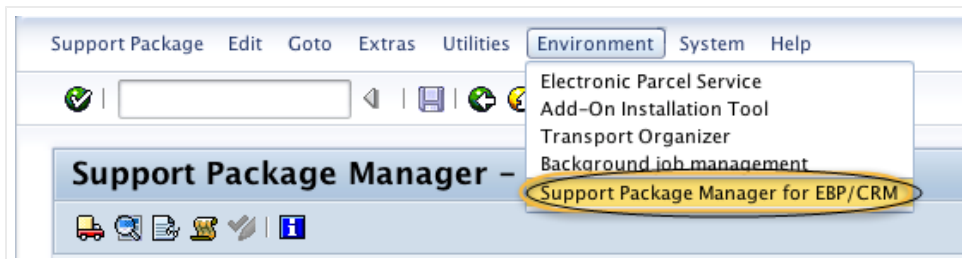 Support Package Edit Goto Extras Utilities Environment System Help
Electronic Parcel Service
Add-On Installation Tool
Transport Organizer
Background job management
Support Package Manager for EBP/CRM
Support Package Manager –